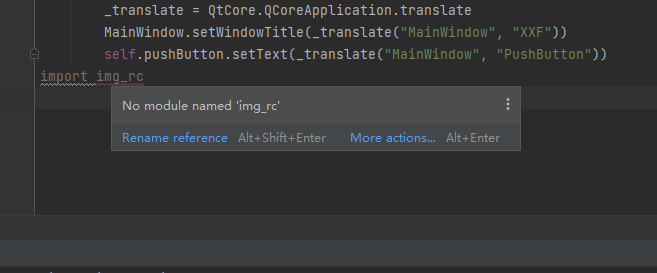 _translate = QtCore.QCoreApplication.translate
MainWindow.setWindowTitle(_translate("MainWindow", "XXF"))
self.pushButton.setText(_translate("MainWindow", "PushButton"))
import img_rc
No module named 'img_rc'
Rename reference Alt+Shift+Enter More actions... Alt+Enter